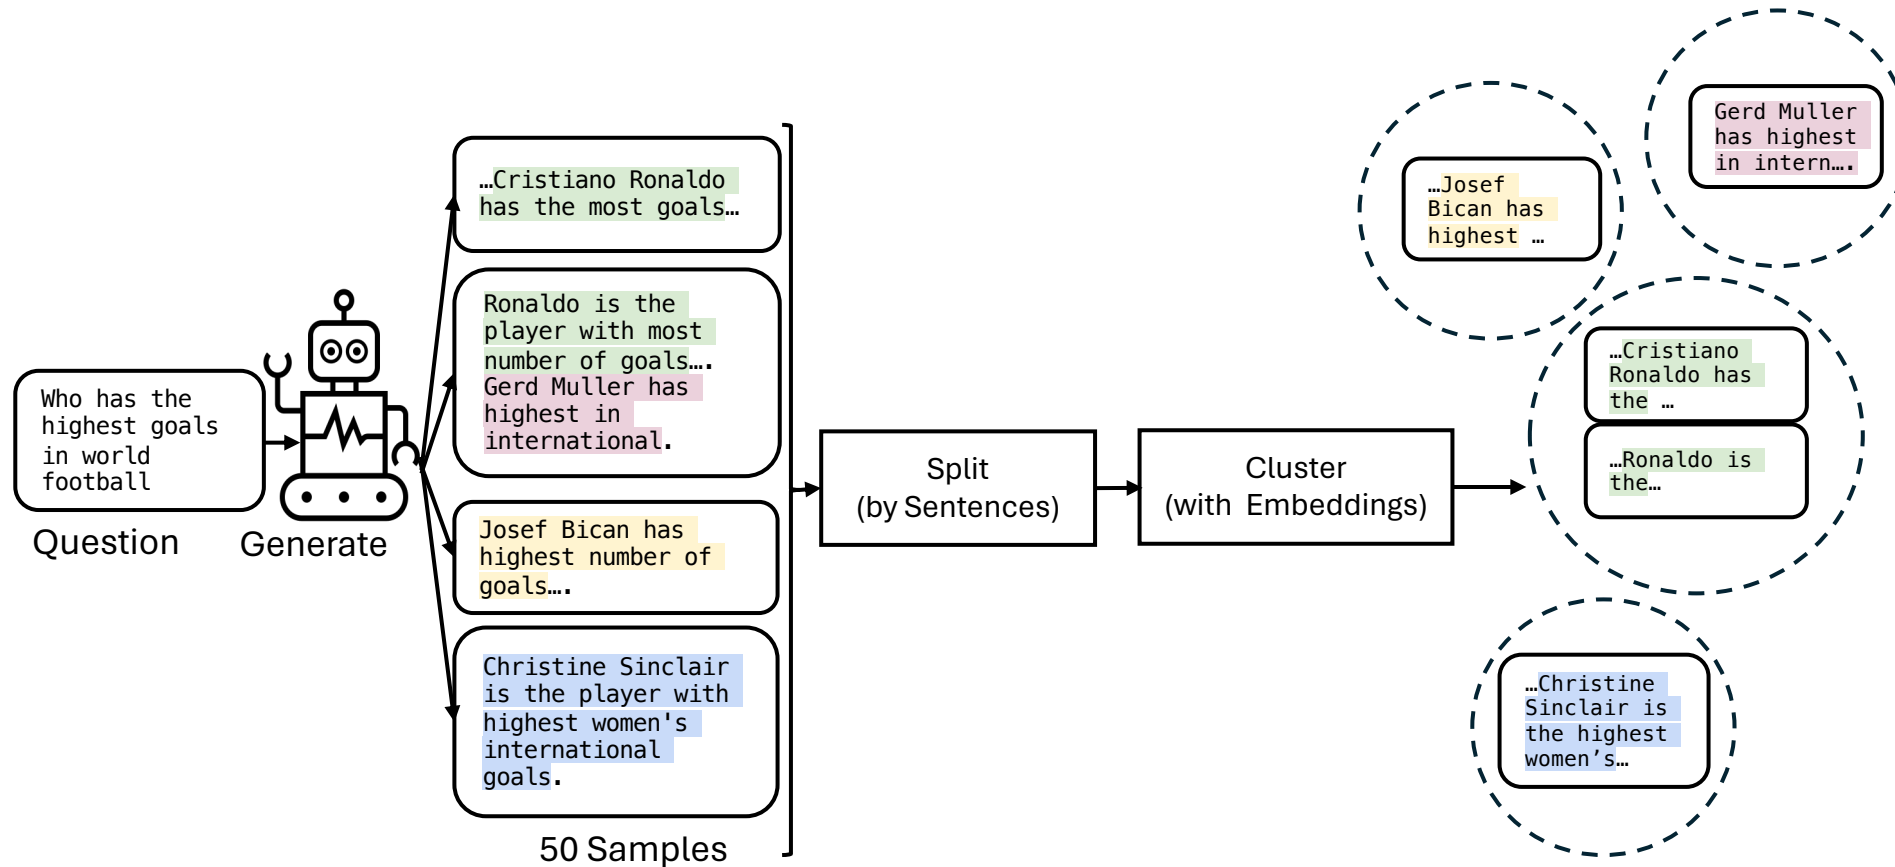 Who has the
highest goals
in world
football
Question
Generate
…Cristiano Ronaldo
has the most goals…
Ronaldo is the
player with most
number of goals….
Gerd Muller has
highest in
international.
Josef Bican has
highest number of
goals….
Christine Sinclair
is the player with
highest women's
international
goals.
50 Samples
Split
(by Sentences)
Cluster
(with Embeddings)
…Josef
Bican has
highest …
Gerd Muller
has highest
in intern….
…Cristiano
Ronaldo has
the …
…Ronaldo is
the…
…Christine
Sinclair is
the highest
women’s…